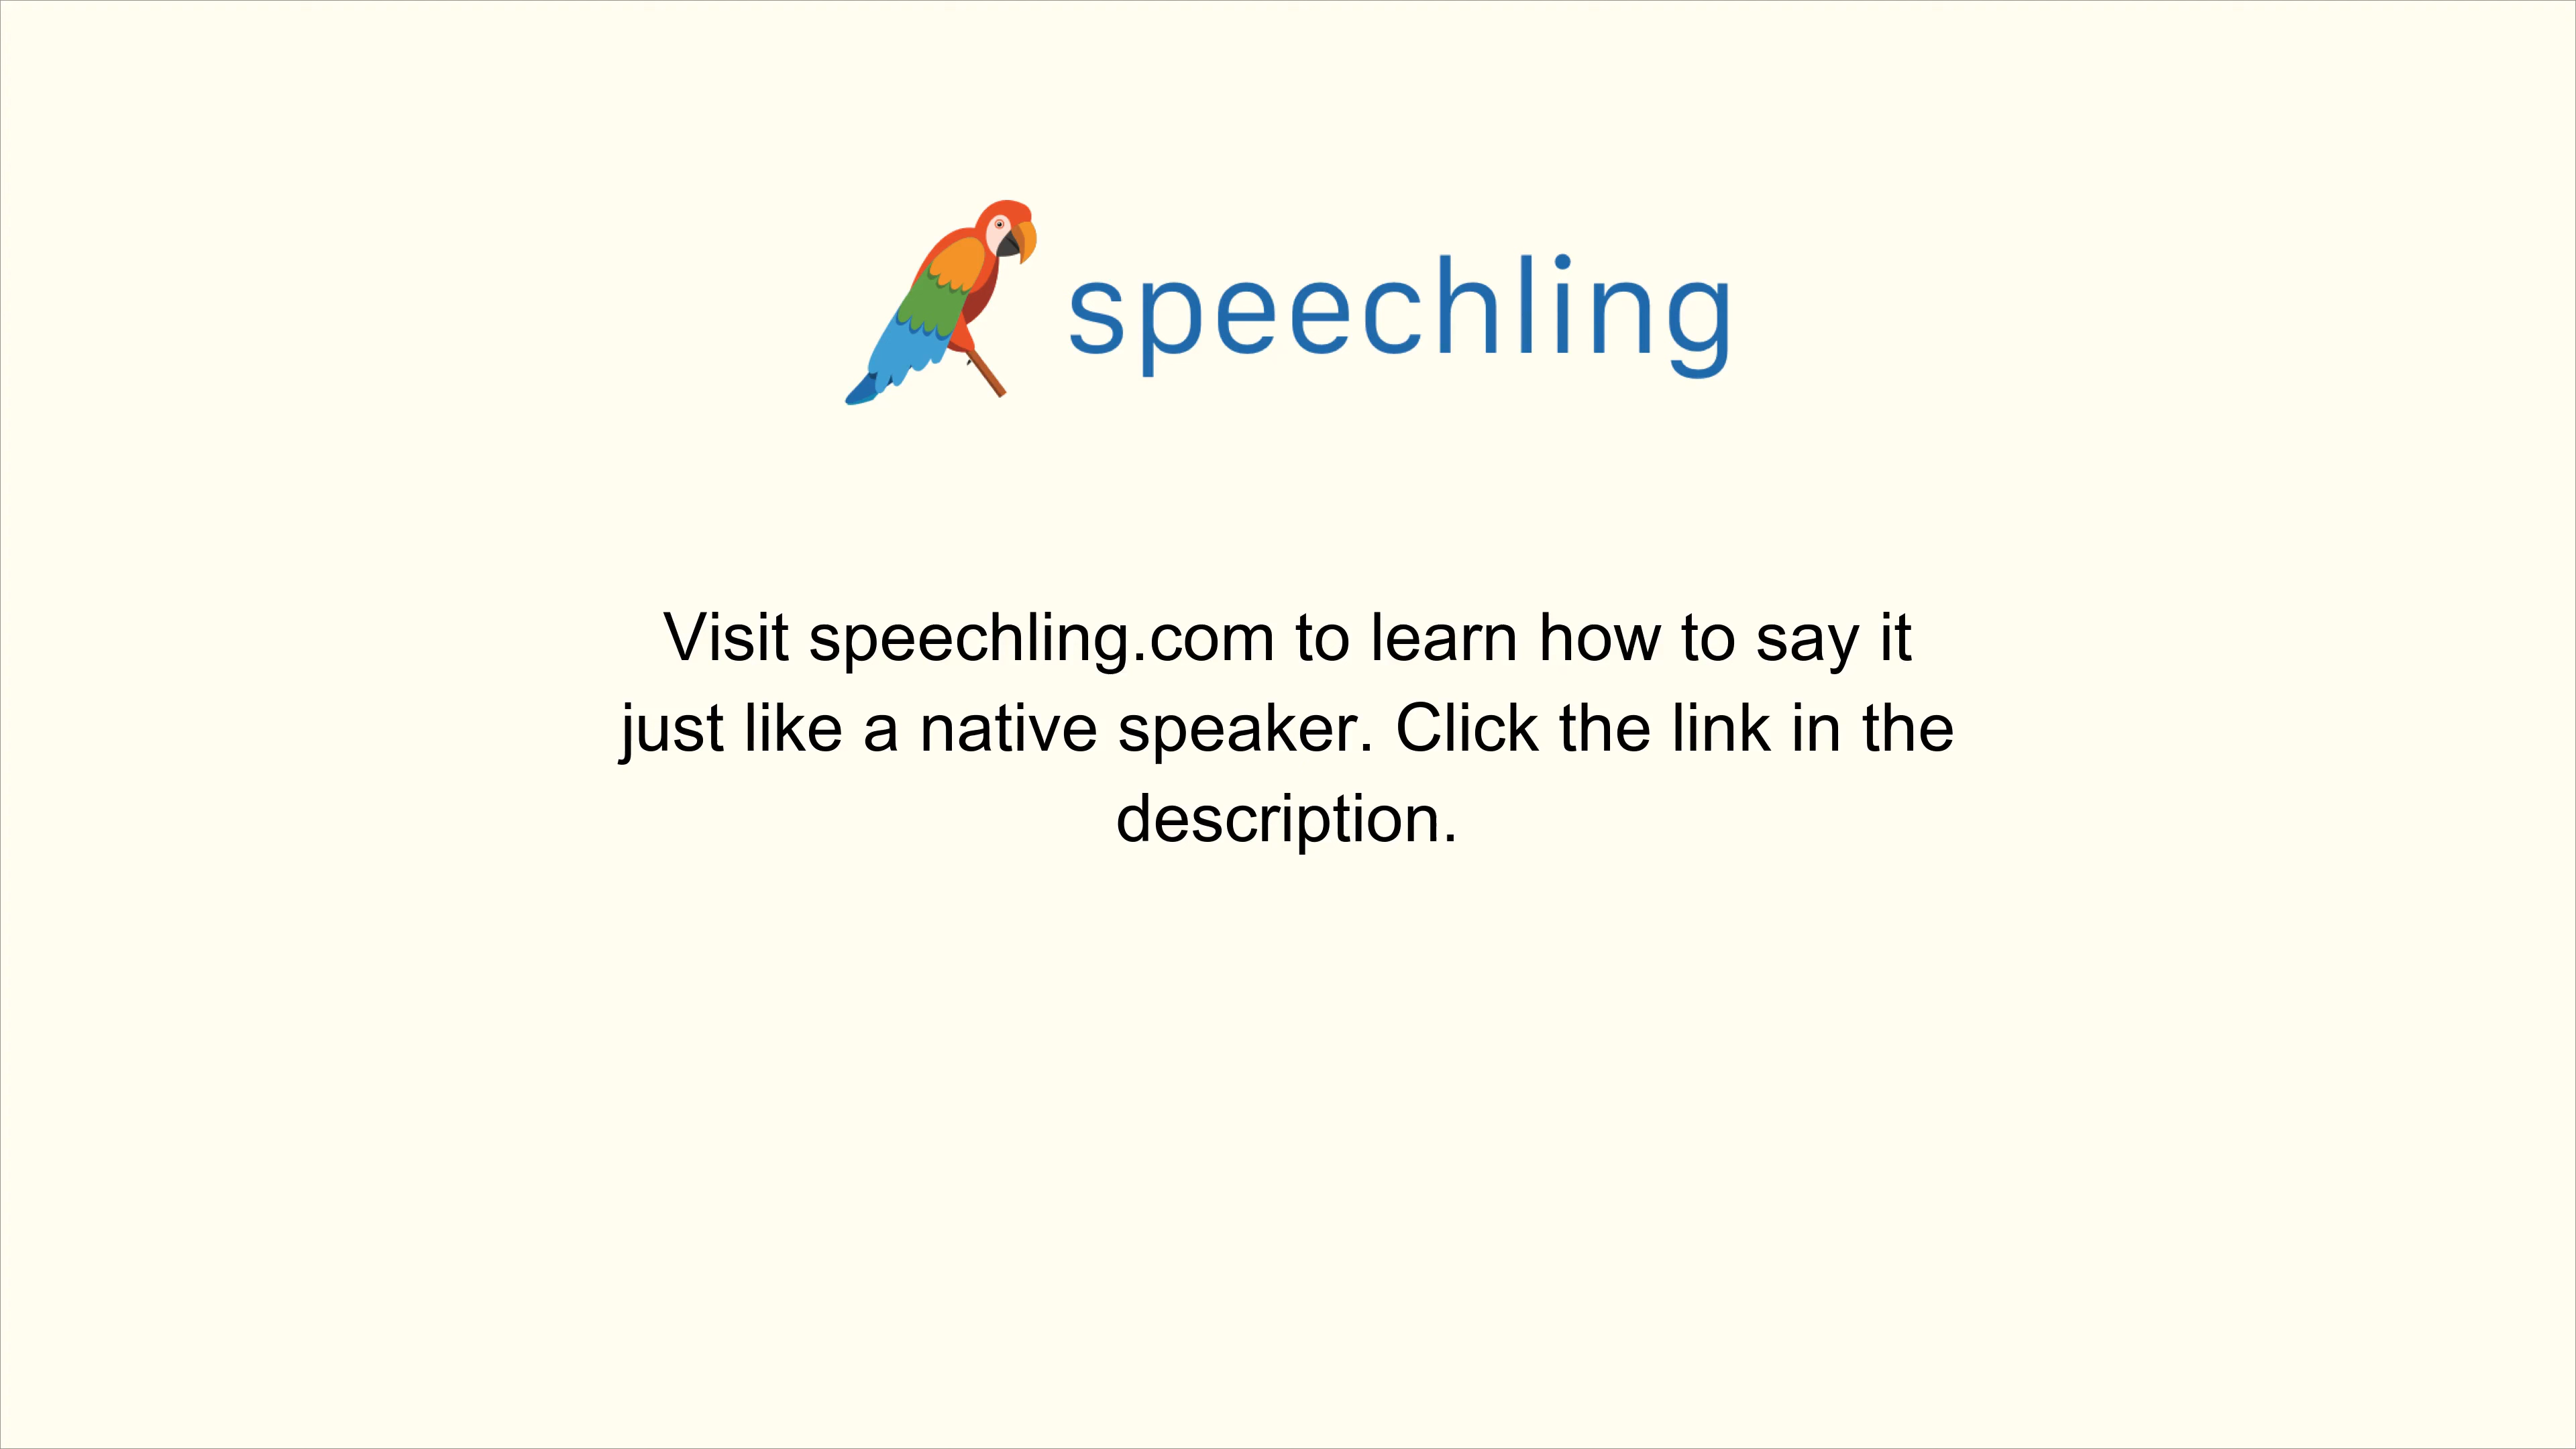 speechling
Visit speechling.com to learn how to say it
just like a native speaker. Click the link in the
description.